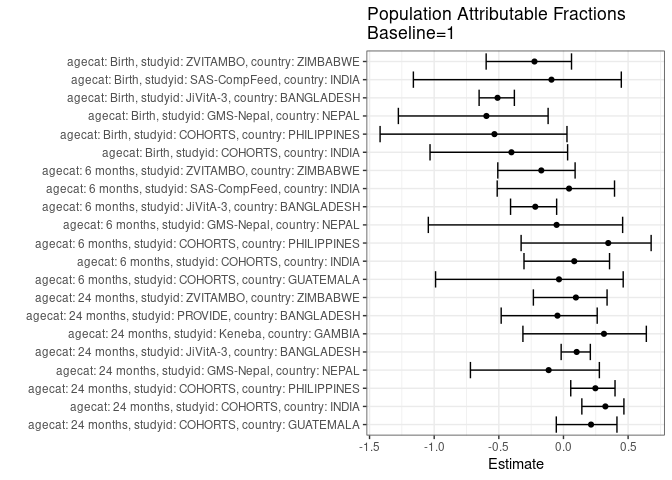 Population Attributable Fractions
Baseline=1
agecat: Birth, studyid: ZVITAMBO, country: ZIMBABWE
agecat: Birth, studyid: SAS-CompFeed, country: INDIA
agecat: Birth, studyid: JiVitA-3, country: BANGLADESH
agecat: Birth, studyid: GMS-Nepal, country: NEPAL
agecat: Birth, studyid: COHORTS, country: PHILIPPINES
agecat: Birth, studyid: COHORTS, country: INDIA
agecat: 6 months, studyid: ZVITAMBO, country: ZIMBABWE
agecat: 6 months, studyid: SAS-CompFeed, country: INDIA
agecat: 6 months, studyid: JiVitA-3, country: BANGLADESH
agecat: 6 months, studyid: GMS-Nepal, country: NEPAL
agecat: 6 months, studyid: COHORTS, country: PHILIPPINES
agecat: 6 months, studyid: COHORTS, country: INDIA
agecat: 6 months, studyid: COHORTS, country: GUATEMALA
agecat: 24 months, studyid: ZVITAMBO, country: ZIMBABWE
agecat: 24 months, studyid: PROVIDE, country: BANGLADESH
agecat: 24 months, studyid: Keneba, country: GAMBIA
agecat: 24 months, studyid: JiVitA-3, country: BANGLADESH
agecat: 24 months, studyid: GMS-Nepal, country: NEPAL
agecat: 24 months, studyid: COHORTS, country: PHILIPPINES
agecat: 24 months, studyid: COHORTS, country: INDIA
agecat: 24 months, studyid: COHORTS, country: GUATEMALA
-1.5 -1.0 -0.5 0.0 0.5
Estimate